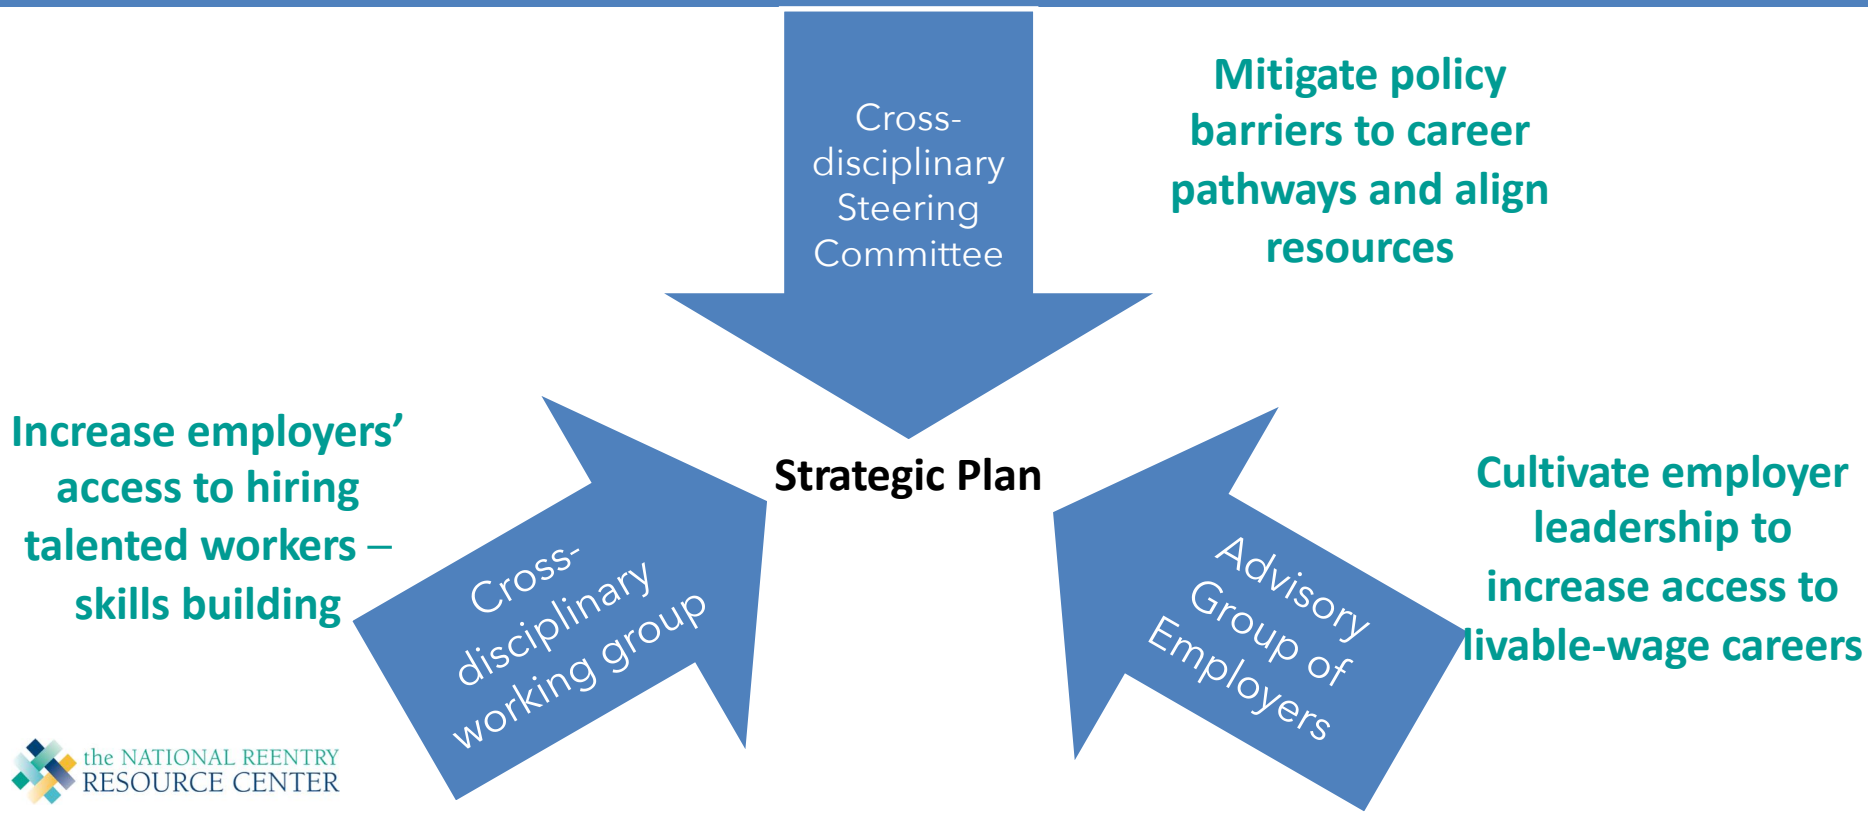 Cross-
disciplinary
Steering
Committee
Mitigate policy
barriers to career
pathways and align
resources
Increase employers’
access to hiring
talented workers –
skills building
Strategic Plan
Cross-
disciplinary
working group
Advisory
Group of
Employers
Cultivate employer
leadership to
increase access to
livable-wage careers
the NATIONAL REENTRY
RESOURCE CENTER